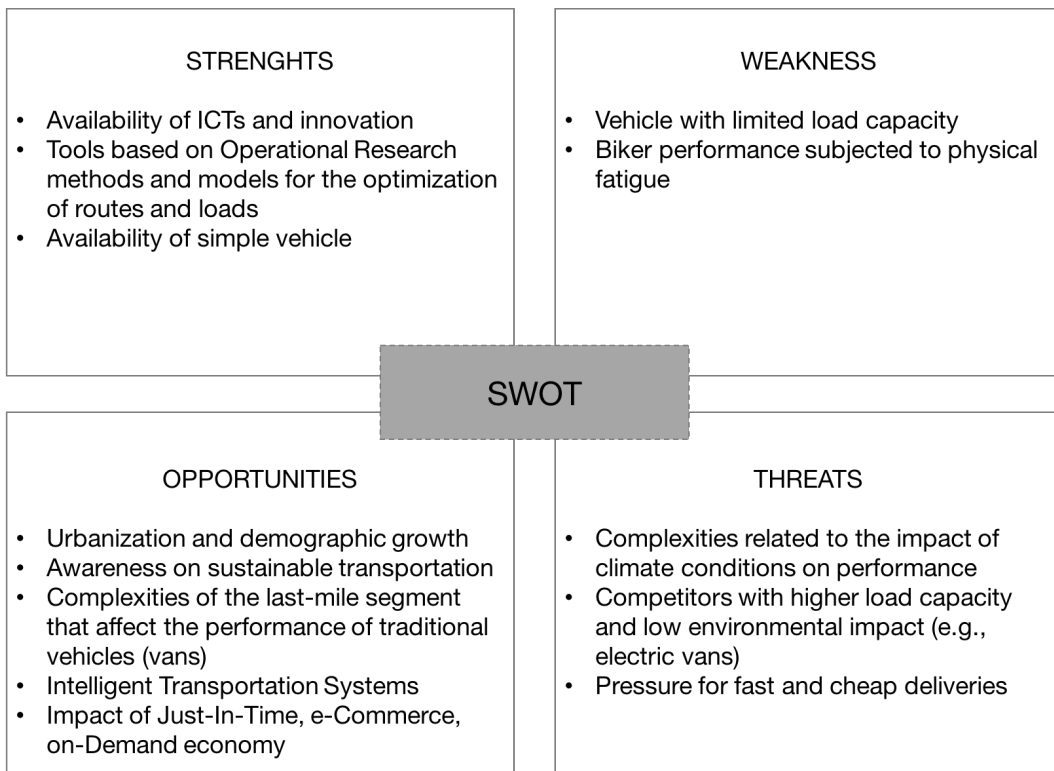 STRENGHTS
• Availability of ICTs and innovation
• Tools based on Operational Research
methods and models for the optimization
of routes and loads
• Availability of simple vehicle
WEAKNESS
• Vehicle with limited load capacity
• Biker performance subjected to physical
fatigue
SWOT
OPPORTUNITIES
• Urbanization and demographic growth
• Awareness on sustainable transportation
• Complexities of the last-mile segment
that affect the performance of traditional
vehicles (vans)
• Intelligent Transportation Systems
• Impact of Just-In-Time, e-Commerce,
on-Demand economy
THREATS
• Complexities related to the impact of
climate conditions on performance
• Competitors with higher load capacity
and low environmental impact (e.g.,
electric vans)
• Pressure for fast and cheap deliveries